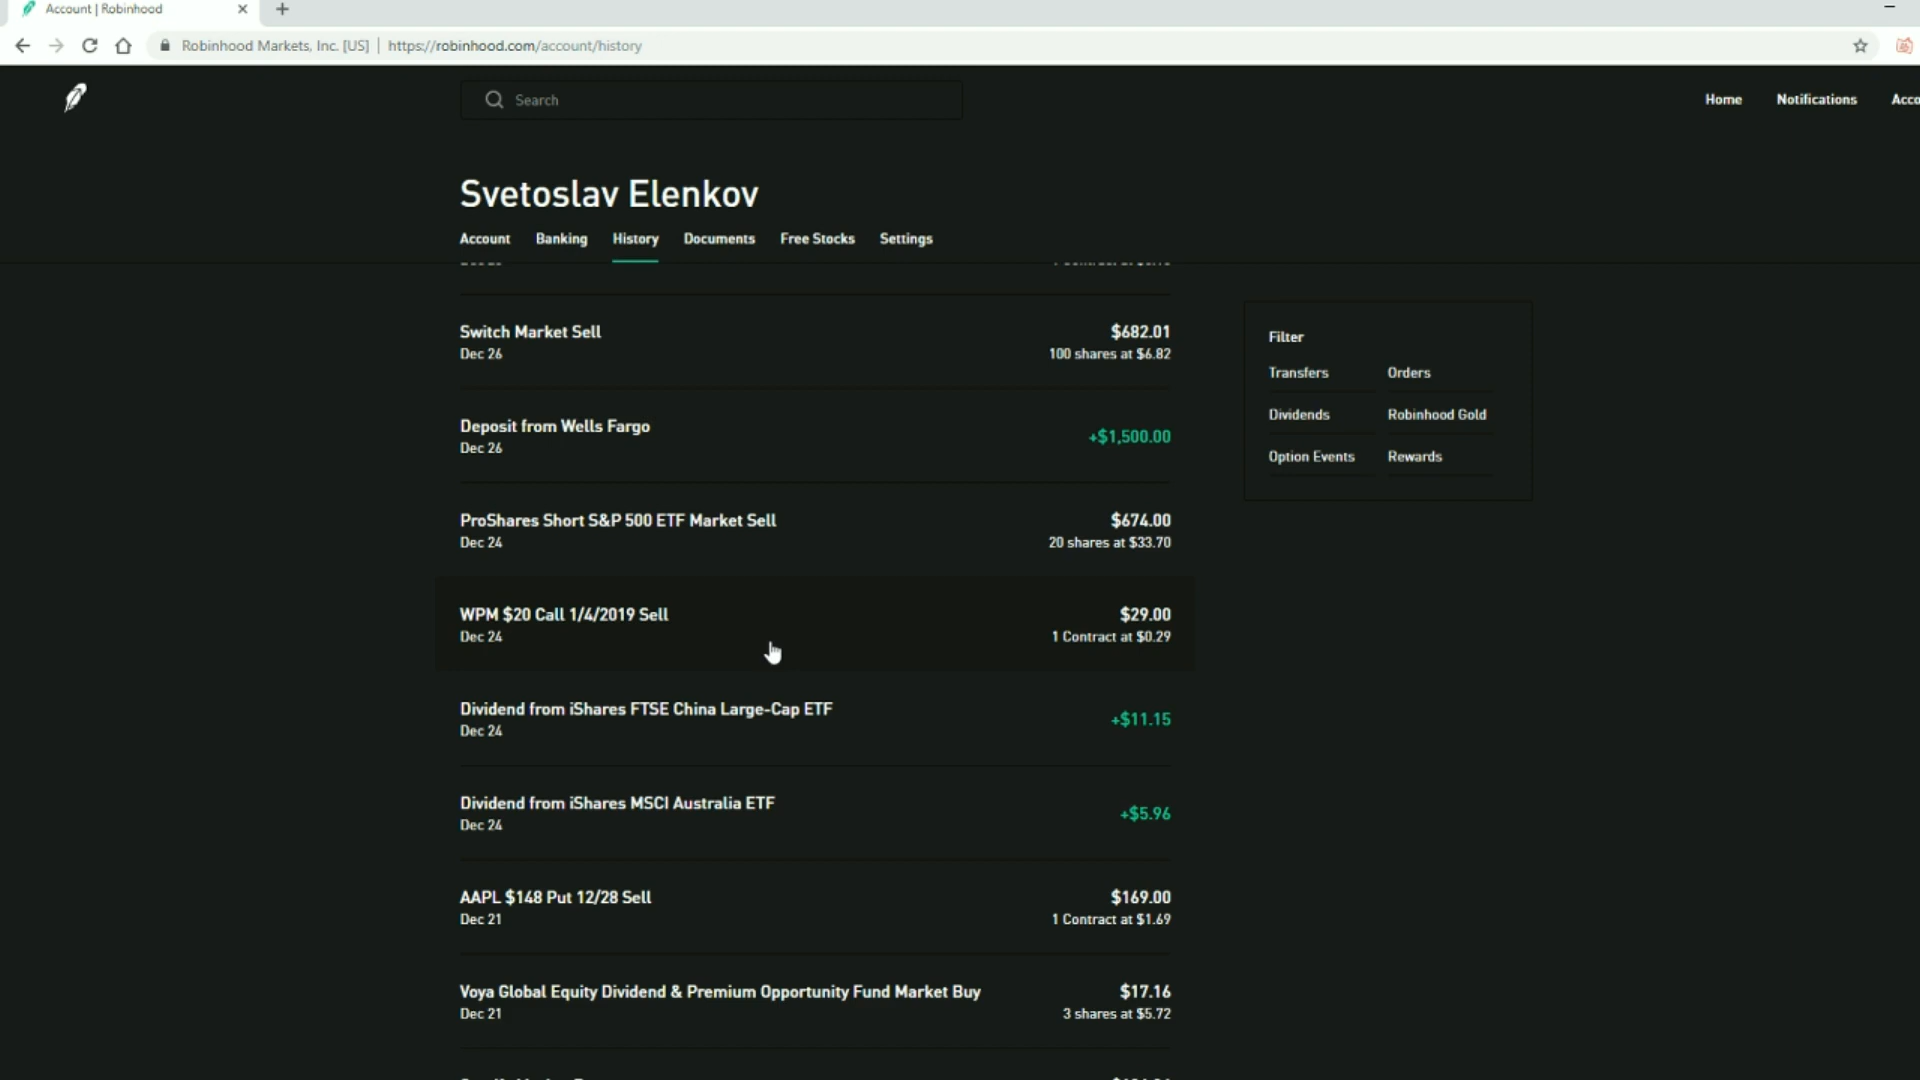 Account | Robinhood
Robinhood Markets, Inc. [US] | https://robinhood.com/account/history
Search
Home Notifications Acco
Svetoslav Elenkov
Account Banking History Documents Free Stocks Settings
Switch Market Sell $682.01
Dec 26 100 shares at $6.82
Filter
Transfers Orders
Dividends Robinhood Gold
Option Events Rewards
Deposit from Wells Fargo
Dec 26
+$1,500.00
ProShares Short S&P 500 ETF Market Sell $674.00
Dec 24 20 shares at $33.70
WPM $20 Call 1/4/2019 Sell $29.00
Dec 24 1 Contract at $0.29
Dividend from iShares FTSE China Large-Cap ETF
Dec 24
+$11.15
Dividend from iShares MSCI Australia ETF
Dec 24
+$5.96
AAPL $148 Put 12/28 Sell $169.00
Dec 21 1 Contract at $1.69
Voya Global Equity Dividend & Premium Opportunity Fund Market Buy $17.16
Dec 21 3 shares at $5.72